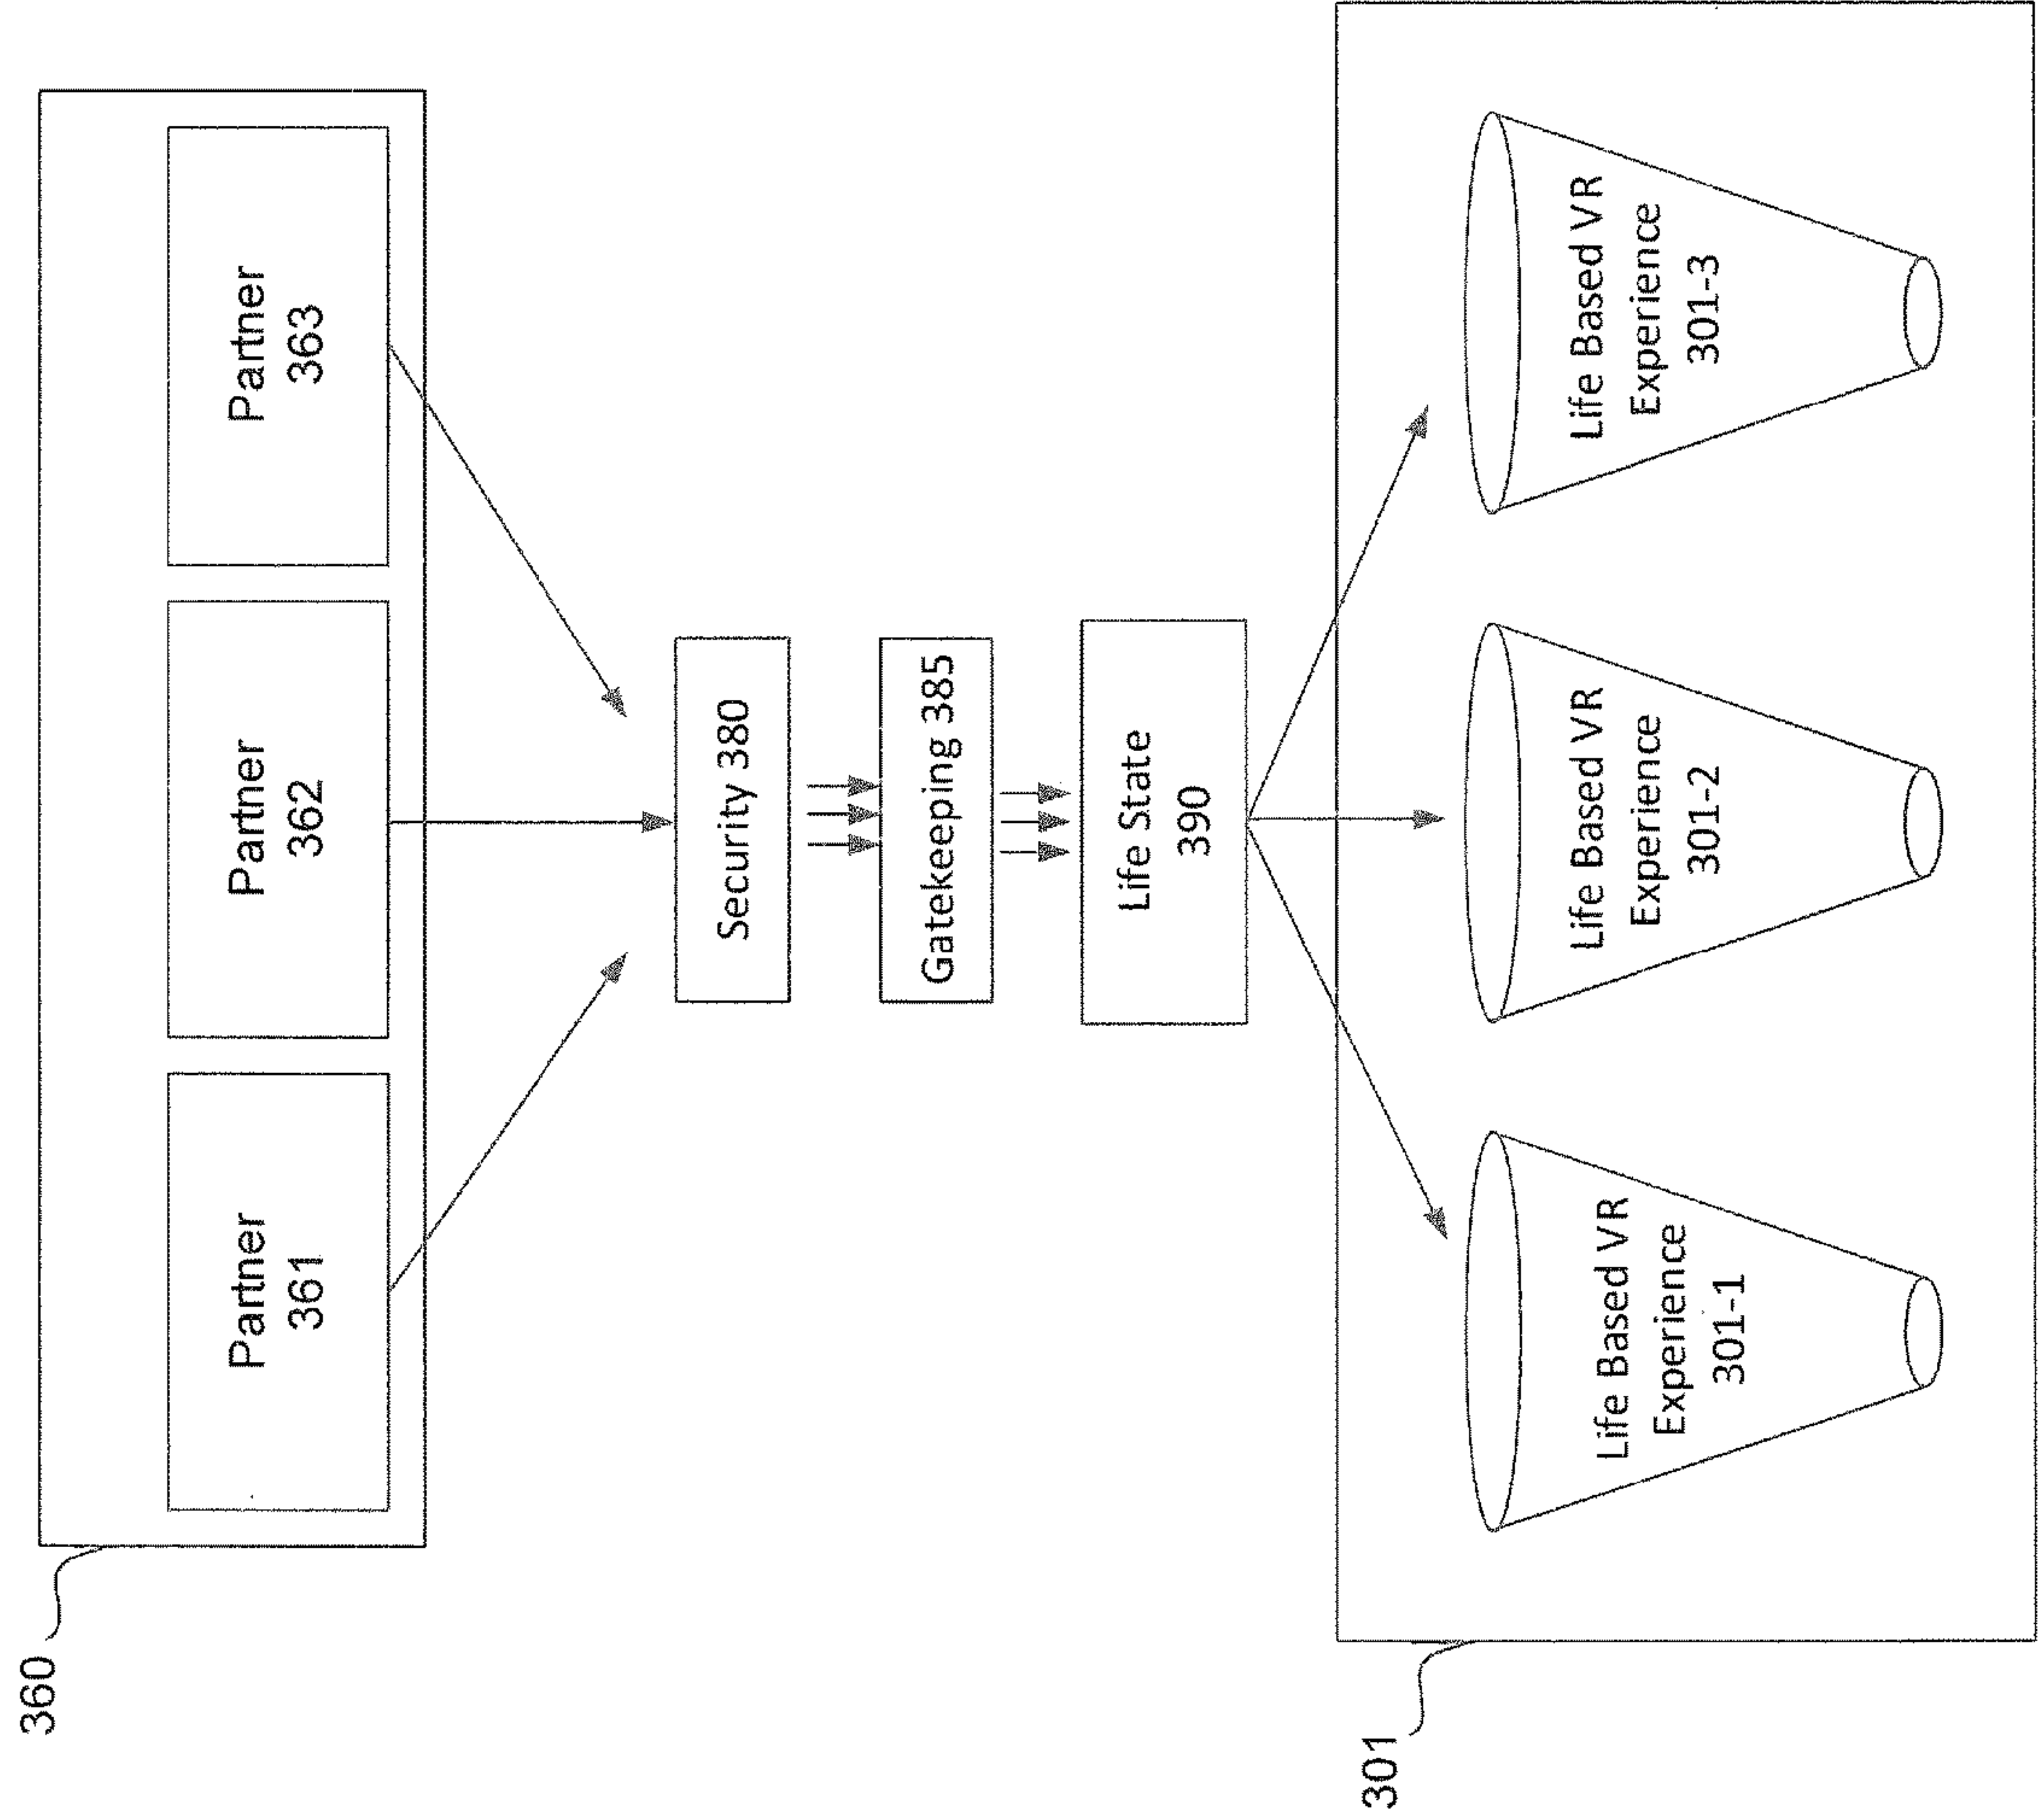 360
Partner
361
Partner
362
Partner
363
Security 380
Gatekeeping 385
Life State
390
301
Life Based VR
Experience
301-1
Life Based VR
Experience
301-2
Life Based VR
Experience
301-3